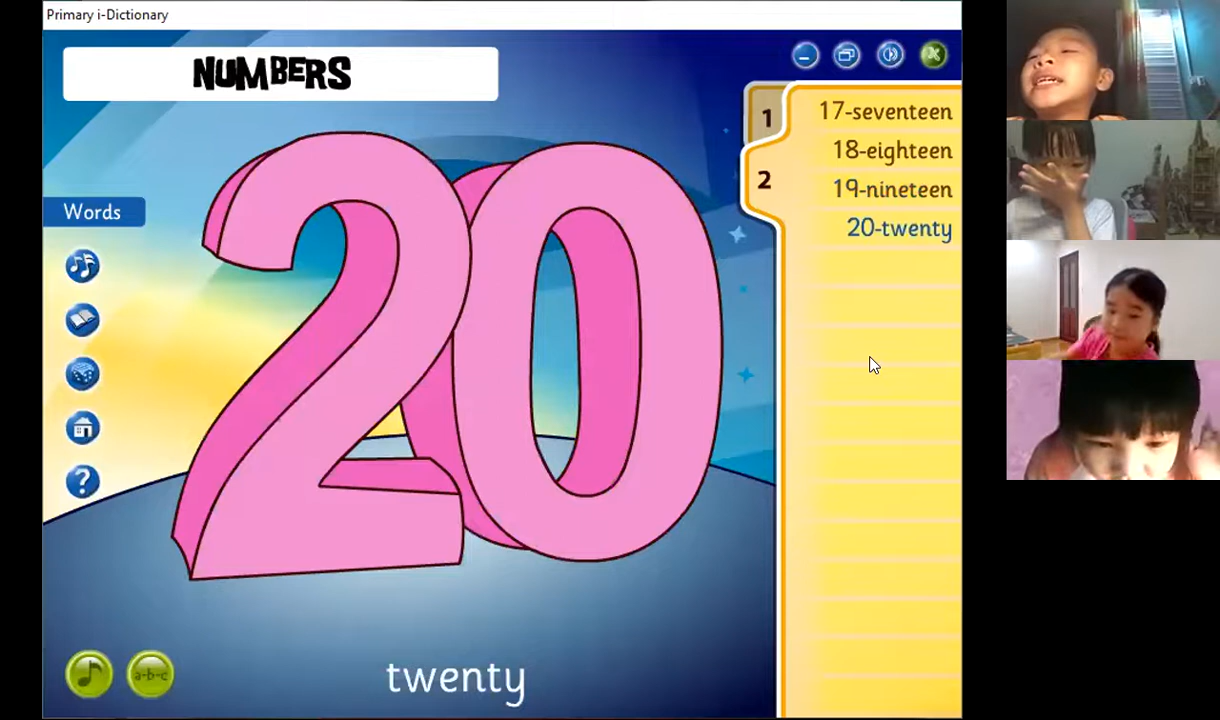 Primary i-Dictionary
NUMBERS
1
17-seventeen
18-eighteen
2
19-nineteen
20-twenty
Words
?
20
a-b-c
twenty